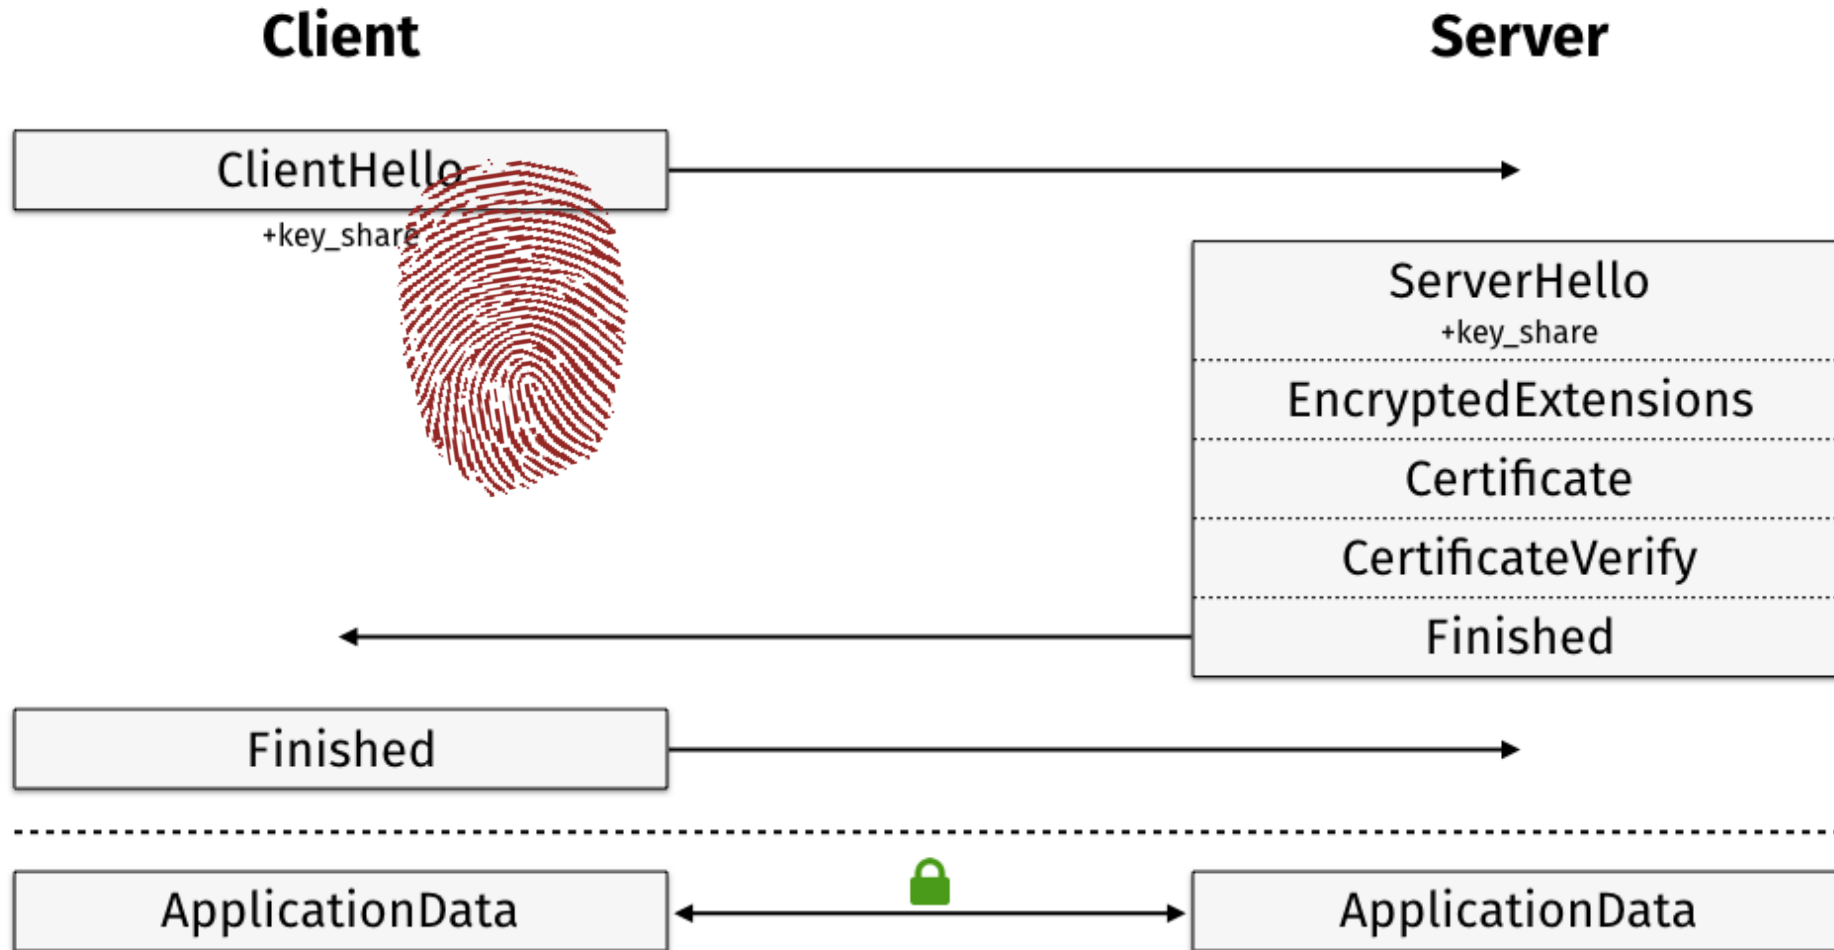 Client
Server
ClientHello
+key_share
ServerHello
+key_share
EncryptedExtensions
Certificate
CertificateVerify
Finished
Finished
ApplicationData
ApplicationData